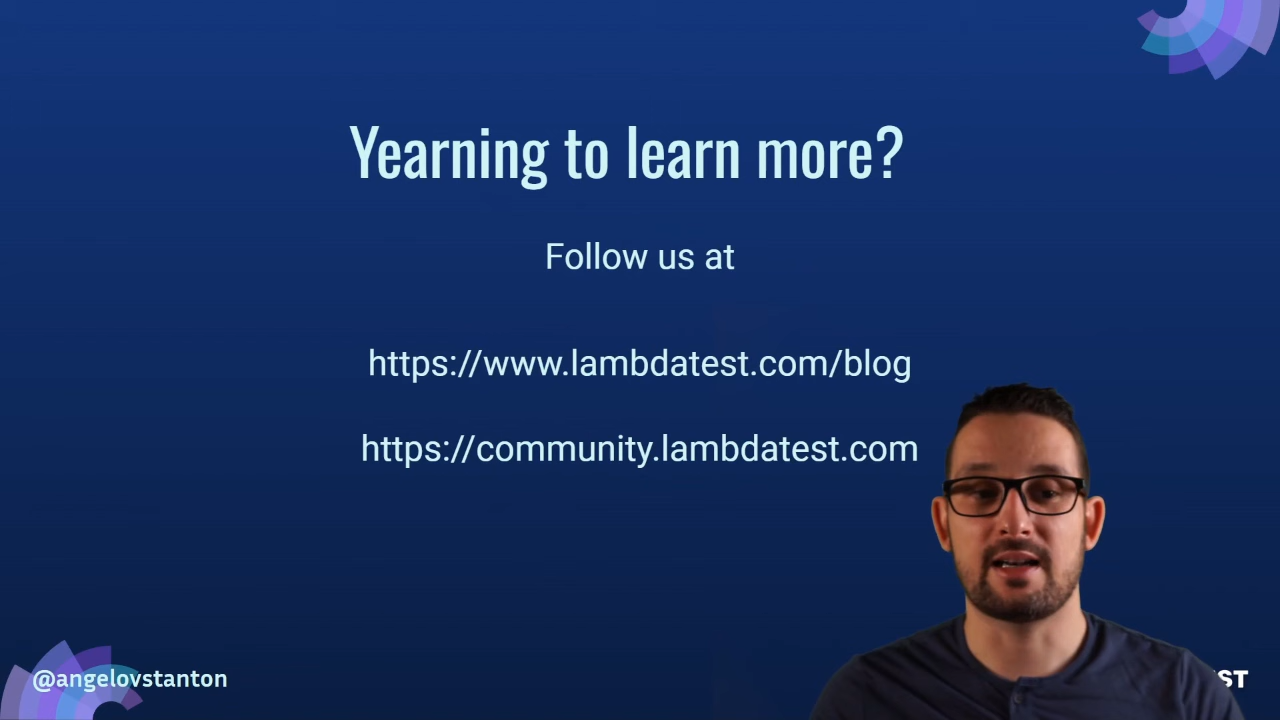 Yearning to learn more?
Follow us at
https://www.lambdatest.com/blog
https://community.lambdatest.com
@angelovstanton